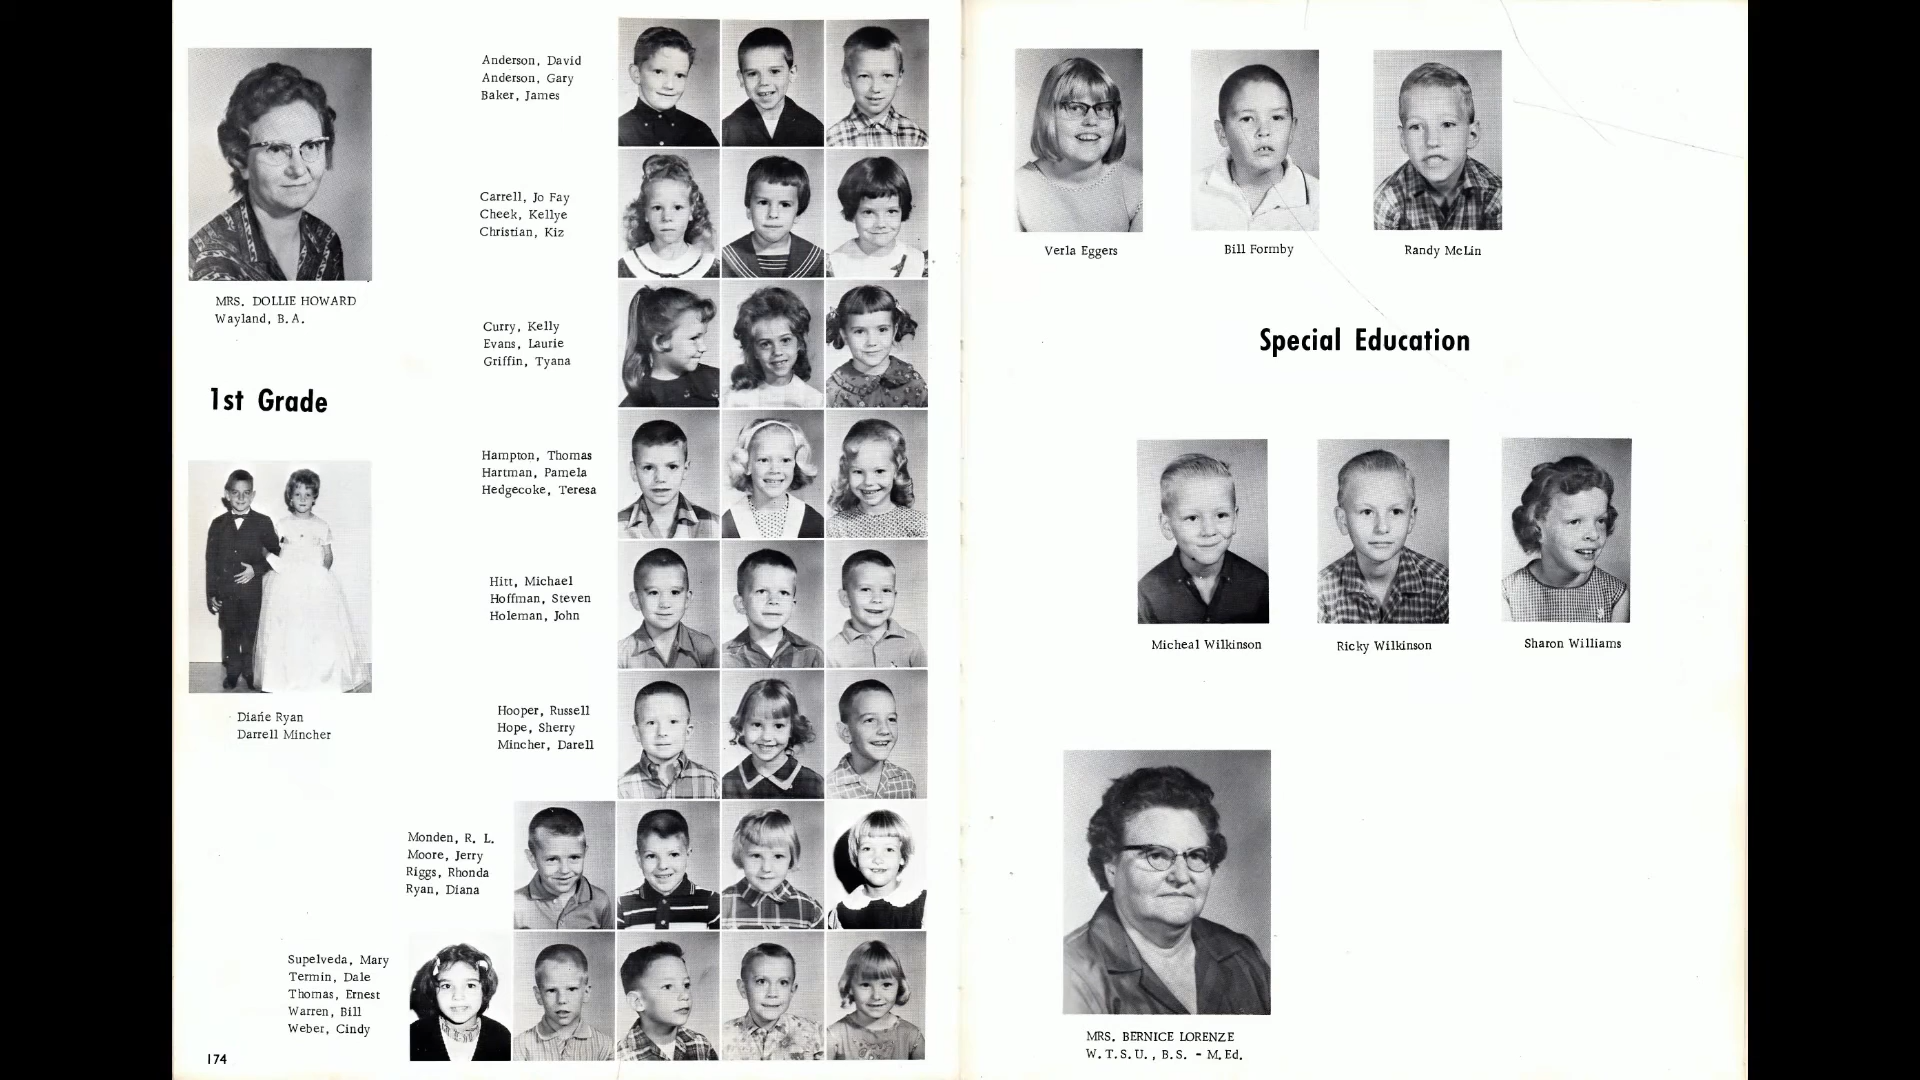 MRS. DOLLIE HOWARD
Wayland, B.A.
1st Grade
Diane Ryan
Darrell Mincher
Anderson, David
Anderson, Gary
Baker, James
Carrell, Jo Fay
Cheek, Kellye
Christian, Kiz
Curry, Kelly
Evans, Laurie
Griffin, Tyana
Hampton, Thomas
Hartman, Pamela
Hedgecoke, Teresa
Hitt, Michael
Hoffman, Steven
Holeman, John
Hooper, Russell
Hope, Sherry
Mincher, Darell
Monden, R. L.
Moore, Jerry
Riggs, Rhonda
Ryan, Diana
Supelveda, Mary
Termin, Dale
Thomas, Ernest
Warren, Bill
Weber, Cindy
174
Verla Eggers
Bill Formby
Randy McLin
Special Education
Micheal Wilkinson
Ricky Wilkinson
Sharon Williams
MRS. BERNICE LORENZE
W.T.S.U., B.S. - M.Ed.